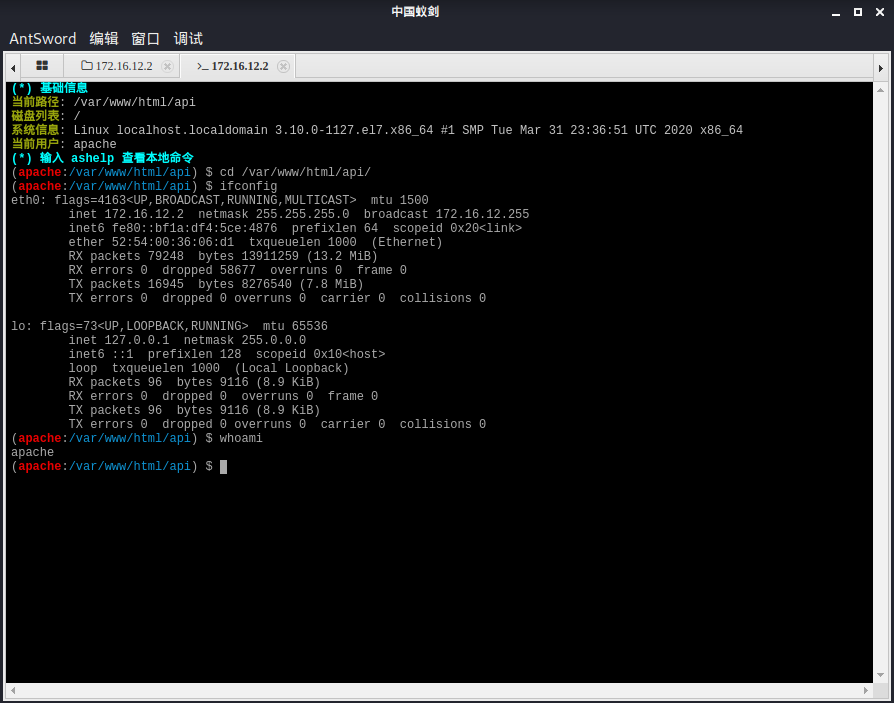 中国蚁剑
AntSword 编辑 窗口 调试
172.16.12.2 >_ 172.16.12.2
(*) 基础信息
当前路径: /var/www/html/api
磁盘列表: /
系统信息: Linux localhost.localdomain 3.10.0-1127.el7.x86_64 #1 SMP Tue Mar 31 23:36:51 UTC 2020 x86_64
当前用户: apache
(*) 输入 ashelp 查看本地命令
(apache:/var/www/html/api) $ cd /var/www/html/api/
(apache:/var/www/html/api) $ ifconfig
eth0: flags=4163<UP,BROADCAST,RUNNING,MULTICAST>  mtu 1500
        inet 172.16.12.2  netmask 255.255.255.0  broadcast 172.16.12.255
        inet6 fe80::bf1a:df4:5ce:4876  prefixlen 64  scopeid 0x20<link>
        ether 52:54:00:36:06:d1  txqueuelen 1000  (Ethernet)
        RX packets 79248  bytes 13911259 (13.2 MiB)
        RX errors 0  dropped 58677  overruns 0  frame 0
        TX packets 16945  bytes 8276540 (7.8 MiB)
        TX errors 0  dropped 0 overruns 0  carrier 0  collisions 0
lo: flags=73<UP,LOOPBACK,RUNNING>  mtu 65536
        inet 127.0.0.1  netmask 255.0.0.0
        inet6 ::1  prefixlen 128  scopeid 0x10<host>
        loop  txqueuelen 1000  (Local Loopback)
        RX packets 96  bytes 9116 (8.9 KiB)
        RX errors 0  dropped 0  overruns 0  frame 0
        TX packets 96  bytes 9116 (8.9 KiB)
        TX errors 0  dropped 0 overruns 0  carrier 0  collisions 0
(apache:/var/www/html/api) $ whoami
apache
(apache:/var/www/html/api) $